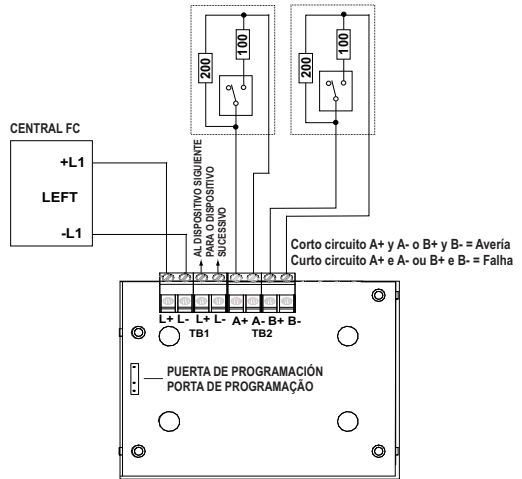 200
100
200
100
CENTRAL FC
+L1
LEFT
-L1
AL DISPOSITIVO SIGUIENTE
PARA O DISPOSITIVO
SUCESSIVO
Corto circuito A+ y A- o B+ y B- = Avería
Curto circuito A+ e A- ou B+ e B- = Falha
L+ L- L+ L- A+ A- B+ B-
TB1 TB2
PUERTA DE PROGRAMACIÓN
PORTA DE PROGRAMAÇÃO